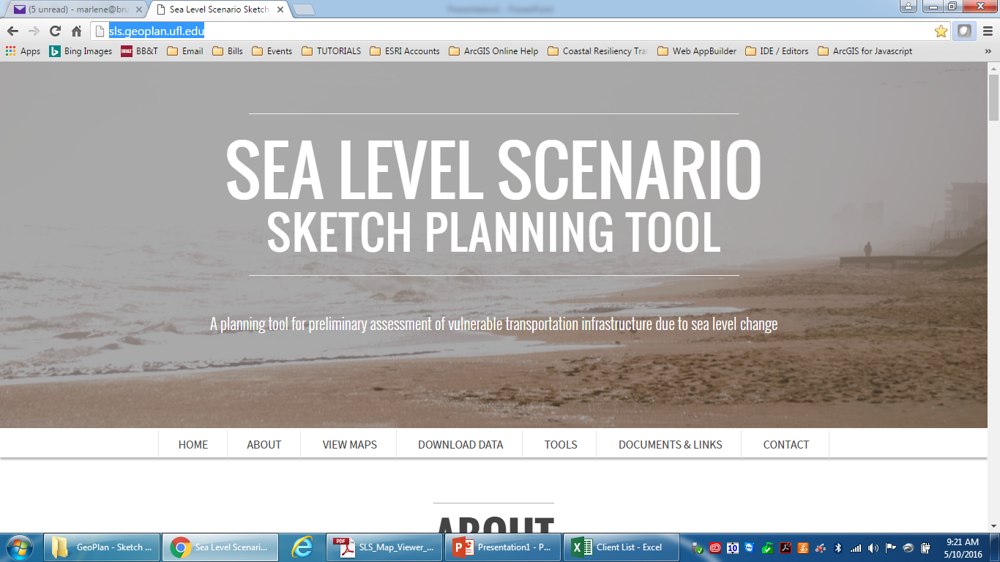 (5 unread) - marlene@bru
Sea Level Scenario Sketch
Presentation1 - PowerPoint
sls.geoplan.ufl.edu
Apps
Bing Images
BB&T
BB&T
Email
Bills
Events
TUTORIALS
ESRI Accounts
ArcGIS Online Help
Coastal Resiliency Trai
Web AppBuilder
IDE / Editors
ArcGIS for Javascript
»
SEA LEVEL SCENARIO
SKETCH PLANNING TOOL
A planning tool for preliminary assessment of vulnerable transportation infrastructure due to sea level change
HOME
ABOUT
VIEW MAPS
DOWNLOAD DATA
TOOLS
DOCUMENTS & LINKS
CONTACT
ABOUT
GeoPlan - Sketch ...
Sea Level Scenari...
PDF
SLS_Map_Viewer_...
Presentation1 - P...
Client List - Excel
10
9:21 AM
5/10/2016